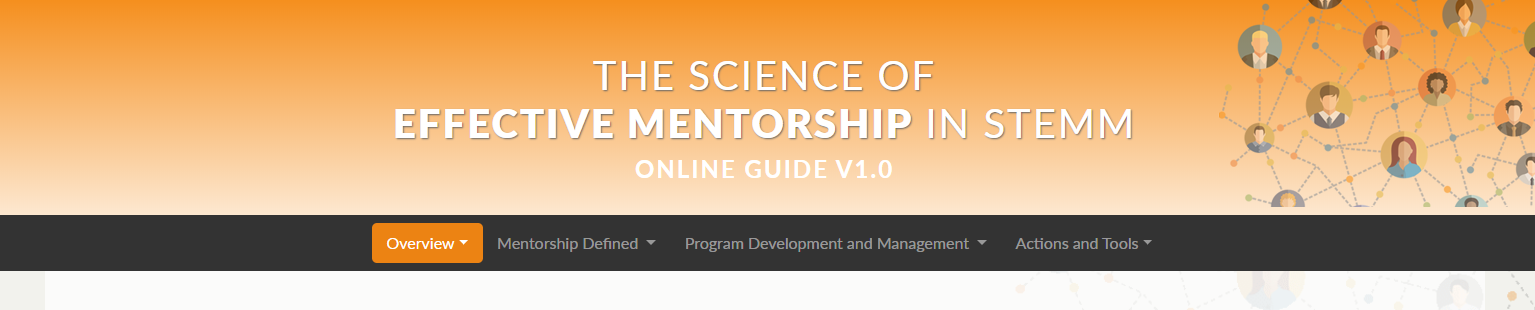 THE SCIENCE OF
EFFECTIVE MENTORSHIP IN STEMM
ONLINE GUIDE V1.0
Overview Mentorship Defined Program Development and Management Actions and Tools